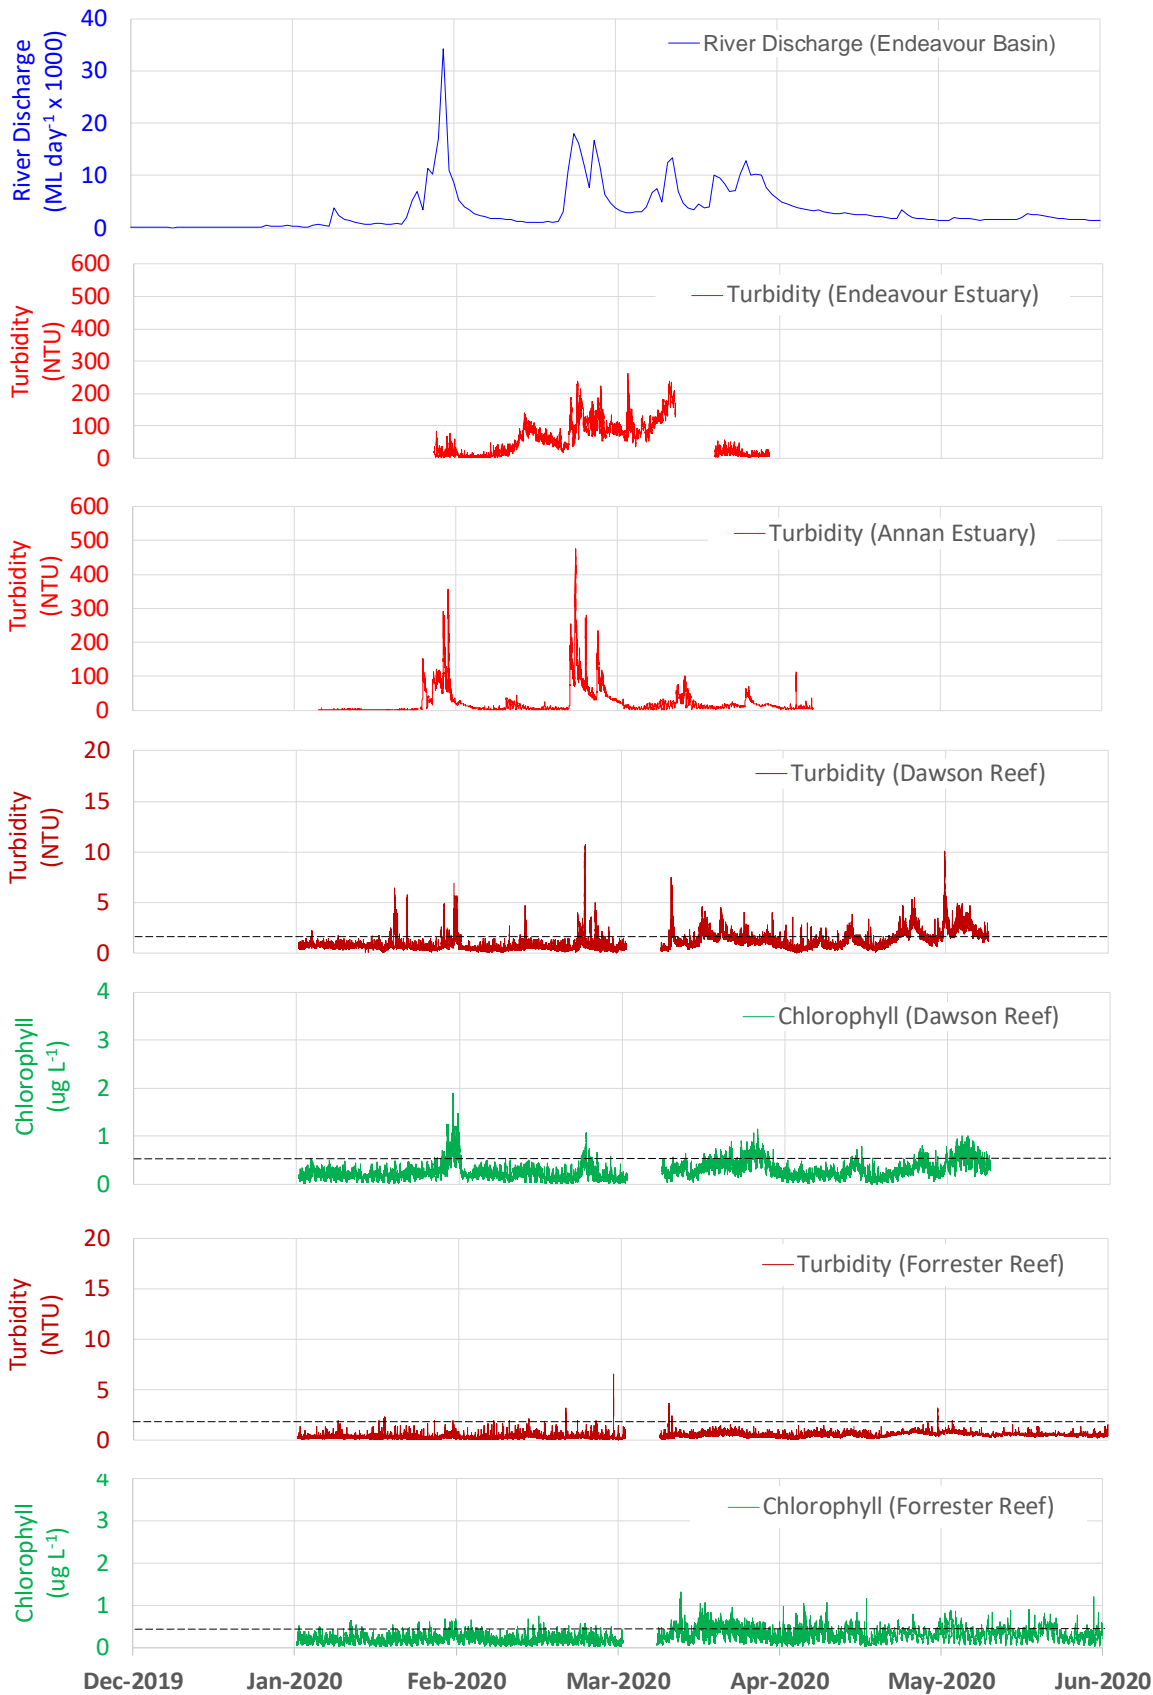 River Discharge
(ML day-1 x 1000)
40
30
20
10
0
River Discharge (Endeavour Basin)
Turbidity
(NTU)
600
500
400
300
200
100
0
Turbidity (Endeavour Estuary)
Turbidity
(NTU)
600
500
400
300
200
100
0
Turbidity (Annan Estuary)
Turbidity
(NTU)
20
15
10
5
0
Turbidity (Dawson Reef)
Chlorophyll
(ug L-1)
4
3
2
1
0
Chlorophyll (Dawson Reef)
Turbidity
(NTU)
20
15
10
5
0
Turbidity (Forrester Reef)
Chlorophyll
(ug L-1)
4
3
2
1
0
Chlorophyll (Forrester Reef)
Dec-2019 Jan-2020 Feb-2020 Mar-2020 Apr-2020 May-2020 Jun-2020